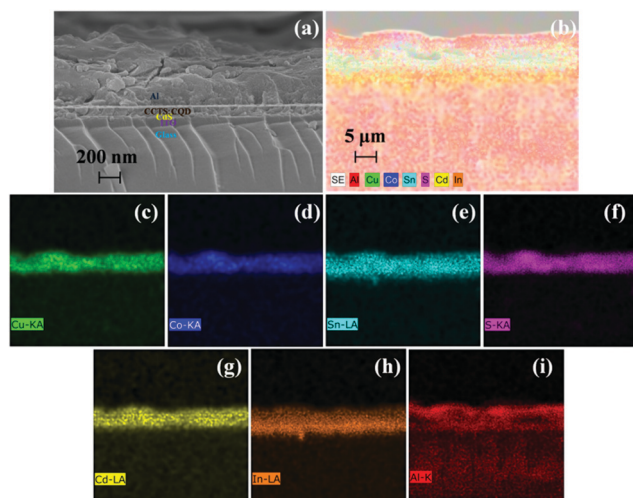 (a)
Al
CCTS:CQD
CdS
200 nm
(b)
5 μm
SE Al Cu Co Sn S Cd In
(c)
Cu-KA
(d)
Co-KA
(e)
Sn-LA
(f)
S-KA
(g)
Cd-LA
(h)
In-LA
(i)
Al-K